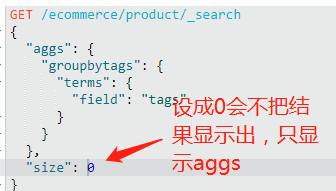 GET /ecommerce/product/_search
{
  "aggs": {
    "groupbytags": {
      "terms": {
        "field": "tags"
      }
    }
  },
  "size": 0
}
设成0会不把结
果显示出，只显
示aggs